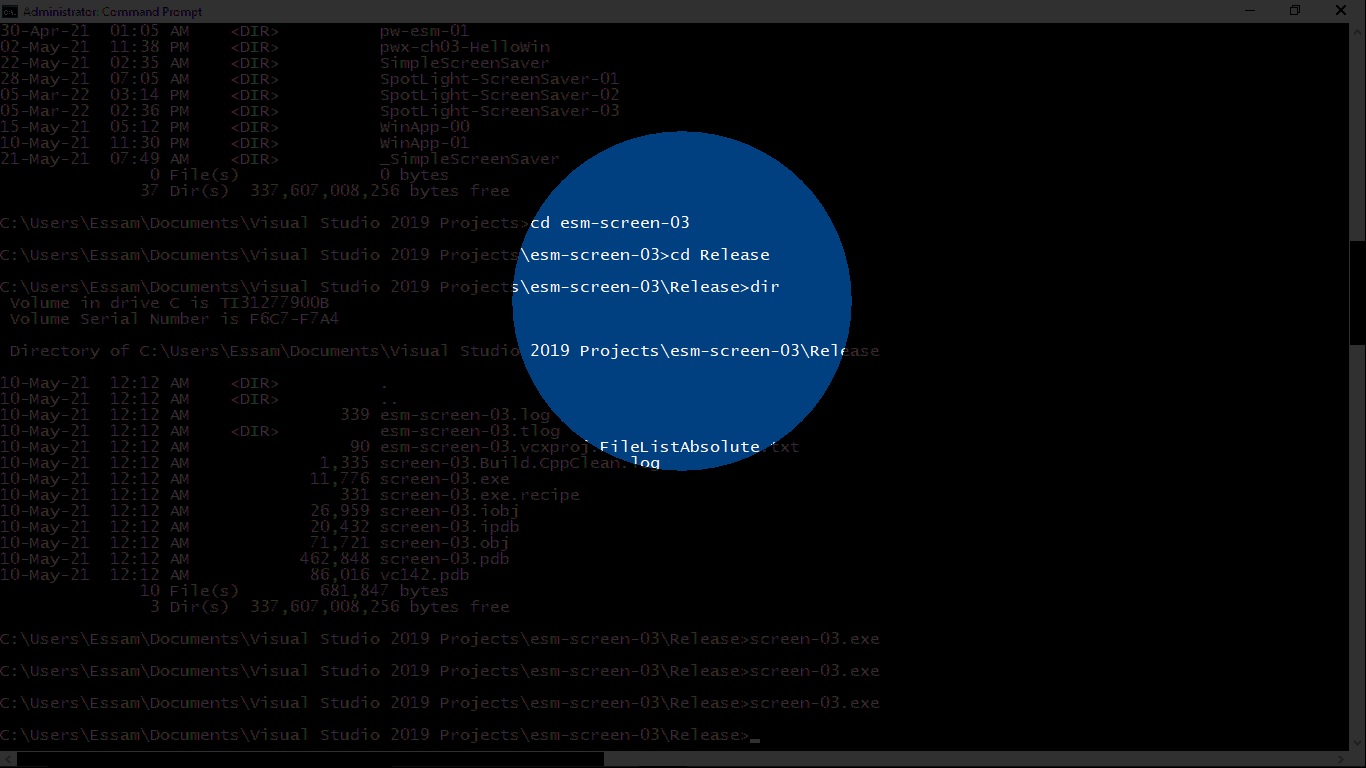 Administrator: Command Prompt
30-Apr-21  01:05 AM    <DIR>          pw-esm-01
02-May-21  11:38 PM    <DIR>          pwx-ch03-HelloWin
22-May-21  02:35 AM    <DIR>          SimpleScreenSaver
28-May-21  07:05 AM    <DIR>          SpotLight-ScreenSaver-01
05-Mar-22  03:14 PM    <DIR>          SpotLight-ScreenSaver-02
05-Mar-22  02:36 PM    <DIR>          SpotLight-ScreenSaver-03
15-May-21  05:12 PM    <DIR>          WinApp-00
10-May-21  11:30 PM    <DIR>          WinApp-01
21-May-21  07:49 AM    <DIR>          _SimpleScreenSaver
0 File(s)              0 bytes
37 Dir(s)  337,607,008,256 bytes free
C:\Users\Essam\Documents\Visual Studio 2019 Projects>cd esm-screen-03
C:\Users\Essam\Documents\Visual Studio 2019 Projects\esm-screen-03>cd Release
C:\Users\Essam\Documents\Visual Studio 2019 Projects\esm-screen-03\Release>dir
Volume in drive C is TI31277900B
Volume Serial Number is F6C7-F7A4
Directory of C:\Users\Essam\Documents\Visual Studio 2019 Projects\esm-screen-03\Release
10-May-21  12:12 AM    <DIR>          .
10-May-21  12:12 AM    <DIR>          ..
10-May-21  12:12 AM               339 esm-screen-03.log
10-May-21  12:12 AM    <DIR>          esm-screen-03.tlog
10-May-21  12:12 AM                90 esm-screen-03.vcxproj.FileListAbsolute.txt
10-May-21  12:12 AM             1,335 screen-03.Build.CppClean.log
10-May-21  12:12 AM            11,776 screen-03.exe
10-May-21  12:12 AM               331 screen-03.exe.recipe
10-May-21  12:12 AM            26,959 screen-03.iobj
10-May-21  12:12 AM            20,432 screen-03.ipdb
10-May-21  12:12 AM            71,721 screen-03.obj
10-May-21  12:12 AM           462,848 screen-03.pdb
10-May-21  12:12 AM            86,016 vc142.pdb
10 File(s)        681,847 bytes
3 Dir(s)  337,607,008,256 bytes free
C:\Users\Essam\Documents\Visual Studio 2019 Projects\esm-screen-03\Release>screen-03.exe
C:\Users\Essam\Documents\Visual Studio 2019 Projects\esm-screen-03\Release>screen-03.exe
C:\Users\Essam\Documents\Visual Studio 2019 Projects\esm-screen-03\Release>screen-03.exe
C:\Users\Essam\Documents\Visual Studio 2019 Projects\esm-screen-03\Release>